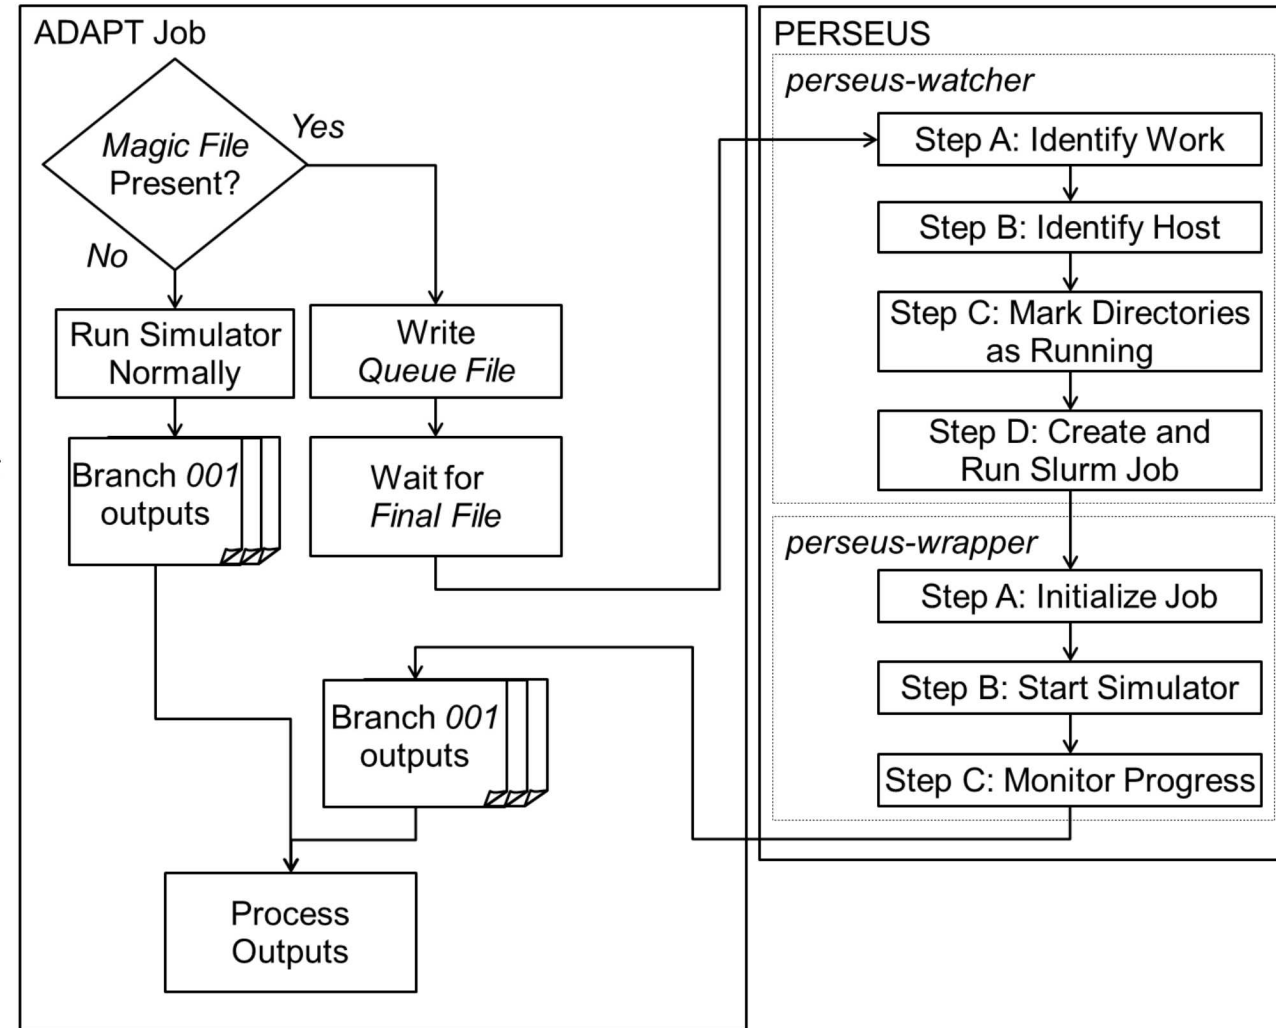 ADAPT Job
Magic File
Present?
Yes
No
Run Simulator
Normally
Write
Queue File
Branch 001
outputs
Wait for
Final File
Branch 001
outputs
Process
Outputs
PERSEUS
perseus-watcher
Step A: Identify Work
Step B: Identify Host
Step C: Mark Directories
as Running
Step D: Create and
Run Slurm Job
perseus-wrapper
Step A: Initialize Job
Step B: Start Simulator
Step C: Monitor Progress